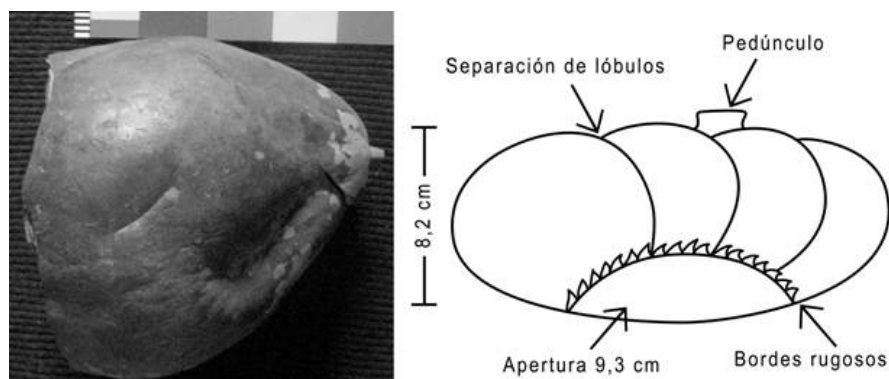 Pedúnculo
Separación de lóbulos
8,2 cm
Apertura 9,3 cm
Bordes rugosos